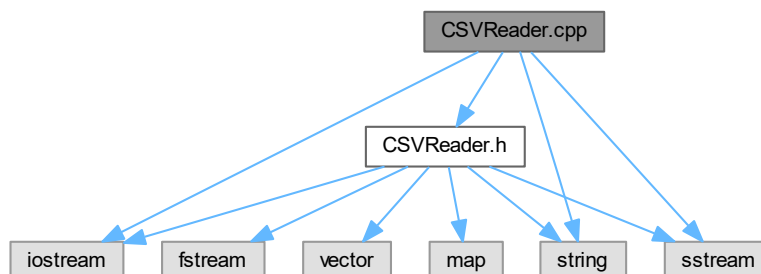 CSVReader.cpp
CSVReader.h
iostream
fstream
vector
map
string
sstream